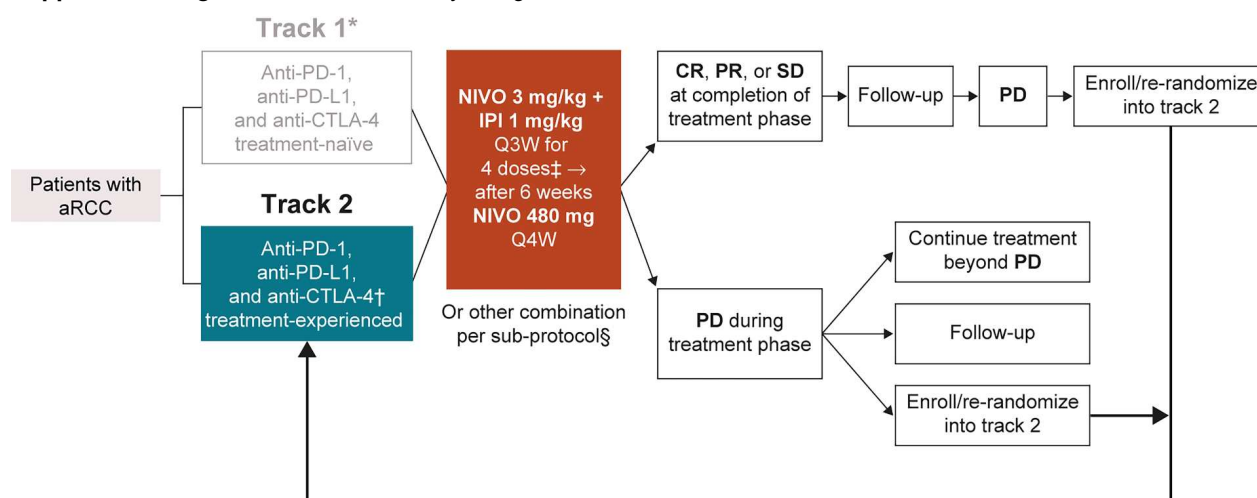 Track 1*
Anti-PD-1,
anti-PD-L1,
and anti-CTLA-4
treatment-naïve
Patients with
aRCC
Track 2
Anti-PD-1,
anti-PD-L1,
and anti-CTLA-4†
treatment-experienced
NIVO 3 mg/kg +
IPI 1 mg/kg
Q3W for
4 doses‡ →
after 6 weeks
NIVO 480 mg
Q4W
Or other combination
per sub-protocol§
CR, PR, or SD
at completion of
treatment phase
Follow-up
PD
Enroll/re-randomize
into track 2
PD during
treatment phase
Continue treatment
beyond PD
Follow-up
Enroll/re-randomize
into track 2